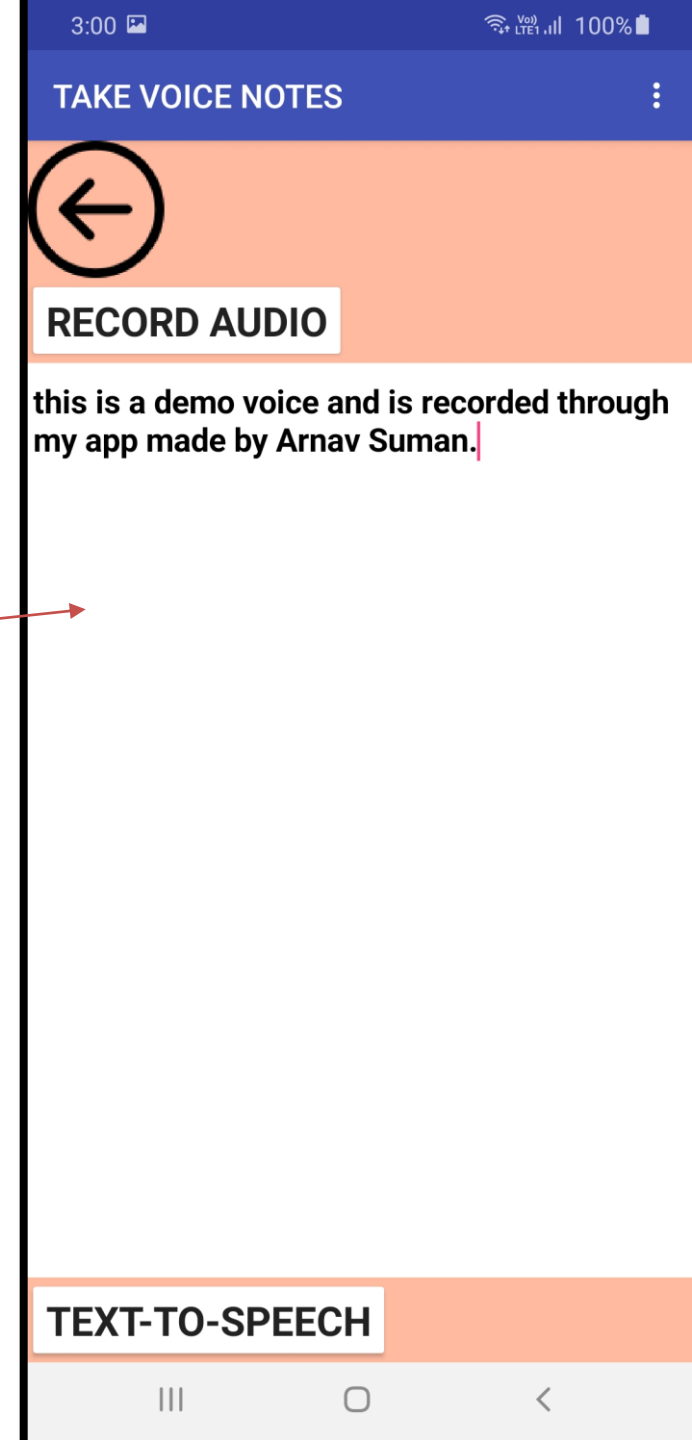 3:00 100%
TAKE VOICE NOTES
RECORD AUDIO
this is a demo voice and is recorded through
my app made by Arnav Suman.
TEXT-TO-SPEECH